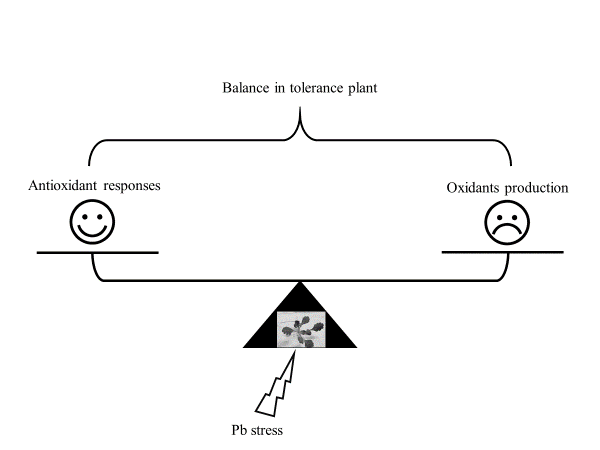 Balance in tolerance plant
Antioxidant responses
Oxidants production
Pb stress